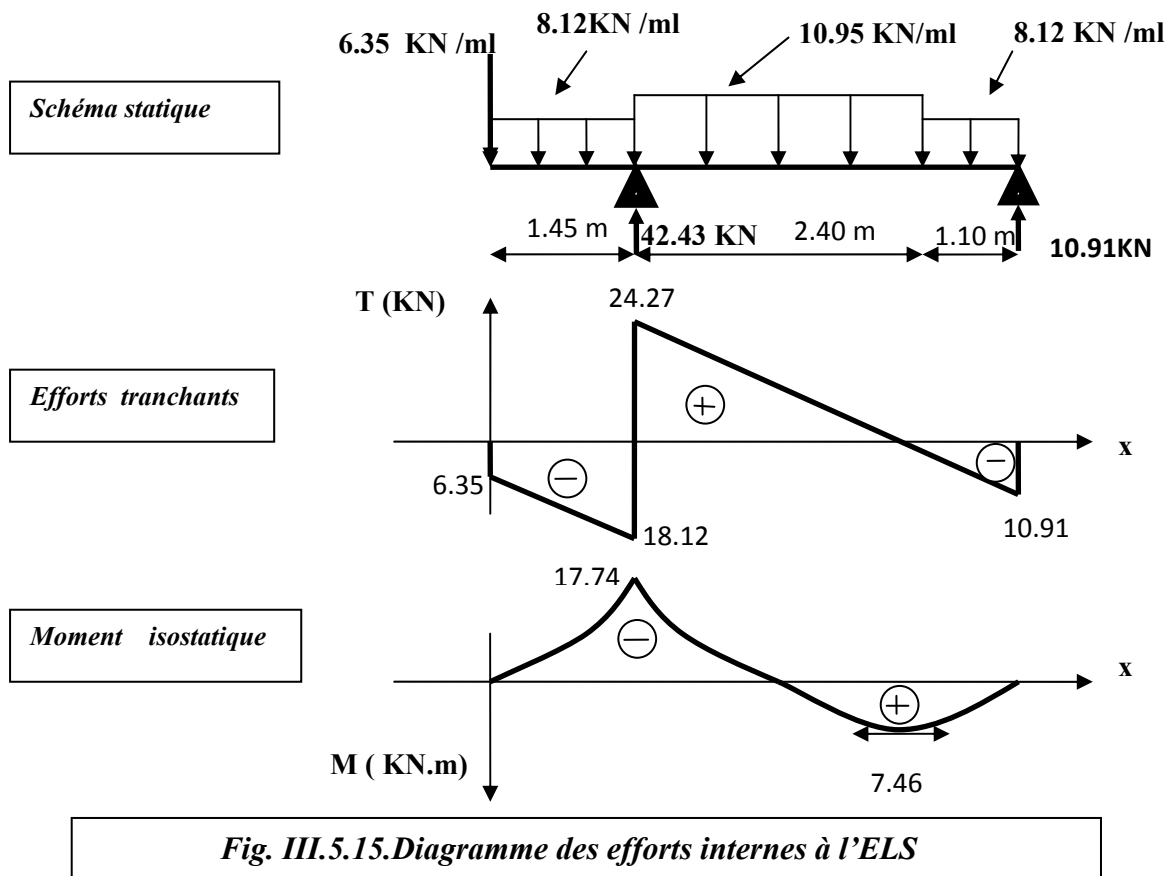 6.35 KN /ml
8.12KN /ml
10.95 KN/ml
8.12 KN /ml
Schéma statique
1.45 m
42.43 KN
2.40 m
1.10 m
10.91KN
T (KN)
24.27
Efforts tranchants
+
−
−
x
6.35
18.12
10.91
17.74
Moment isostatique
−
x
+
M ( KN.m)
7.46
Fig. III.5.15.Diagramme des efforts internes à l’ELS